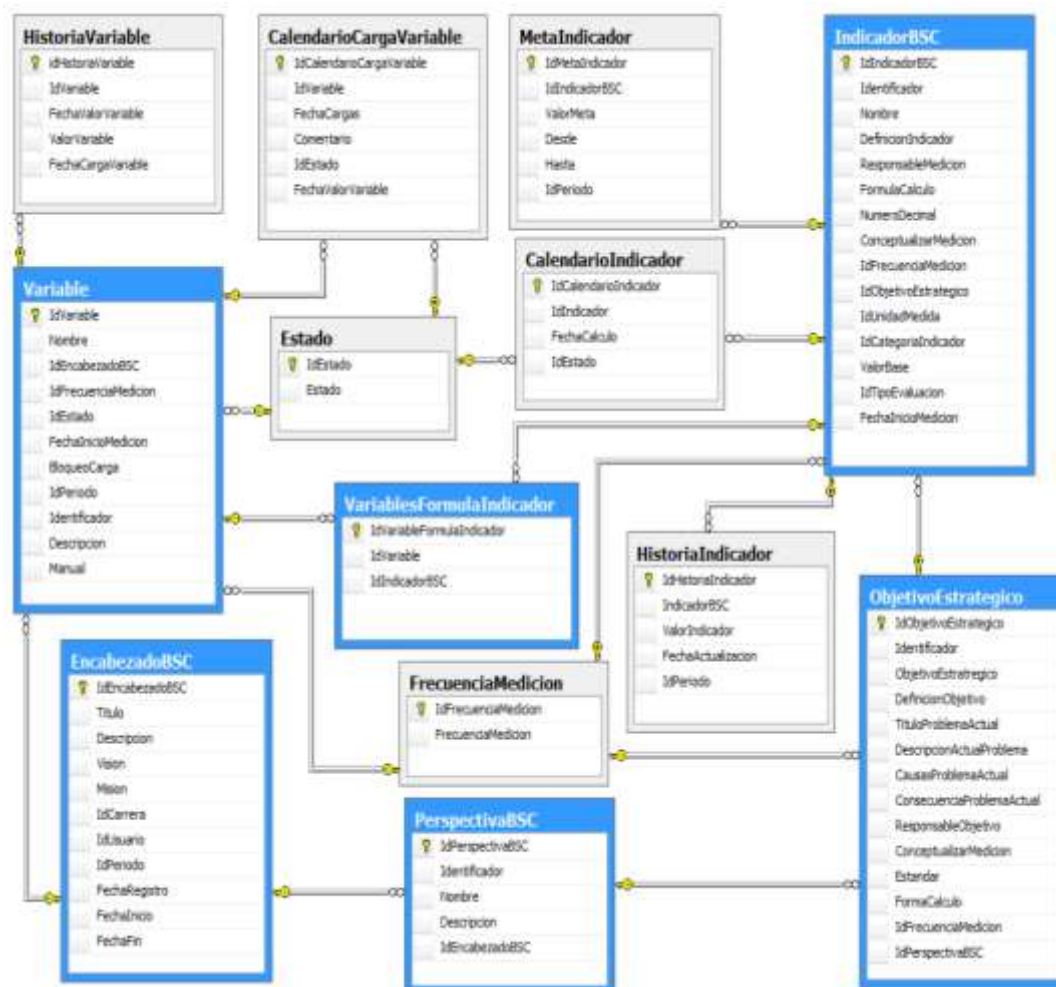 HistoriaVariable
idHistoriaVariable
IdVariable
FechaValorVariable
ValorVariable
FechaCargaVariable
CalendarioCargaVariable
IdCalendarioCargaVariable
IdVariable
FechaCargas
Comentario
IdEstado
FechaValorVariable
MetaIndicador
IdMetaIndicador
IdIndicadorBSC
ValorMeta
Desde
Hasta
IdPeriodo
IndicadorBSC
IdIndicadorBSC
Identificador
Nombre
DefinicionIndicador
ResponsableMedicion
FormulaCalculo
NumeroDecimal
ConceptualizarMedicion
IdFrecuenciaMedicion
IdObjetivoEstrategico
IdUnidadMedida
IdCategoriaIndicador
ValorBase
IdTipoEvaluacion
FechaInicioMedicion
Variable
IdVariable
Nombre
IdEncabezadoBSC
IdFrecuenciaMedicion
IdEstado
FechaInicioMedicion
BloqueoCarga
IdPeriodo
Identificador
Descripcion
Manual
Estado
IdEstado
Estado
CalendarioIndicador
IdCalendarioIndicador
IdIndicador
FechaCalculo
IdEstado
VariablesFormulaIndicador
IdVariableFormulaIndicador
IdVariable
IdIndicadorBSC
HistoriaIndicador
IdHistoriaIndicador
IndicadorBSC
ValorIndicador
FechaActualizacion
IdPeriodo
ObjetivoEstrategico
IdObjetivoEstrategico
Identificador
ObjetivoEstratregico
DefinicionObjetivo
TituloProblemaActual
DescripcionActualProblema
CausasProblemaActual
ConsecuenciaProblemaActual
ResponsableObjetivo
ConceptualizarMedicion
Estandar
FormaCalculo
IdFrecuenciaMedicion
IdPerspectivaBSC
EncabezadoBSC
IdEncabezadoBSC
Titulo
Descripcion
Vision
Mision
IdCarrera
IdUsuario
IdPeriodo
FechaRegistro
FechaInicio
FechaFin
FrecuenciaMedicion
IdFrecuenciaMedicion
FrecuenciaMedicion
PerspectivaBSC
IdPerspectivaBSC
Identificador
Nombre
Descripcion
IdEncabezadoBSC